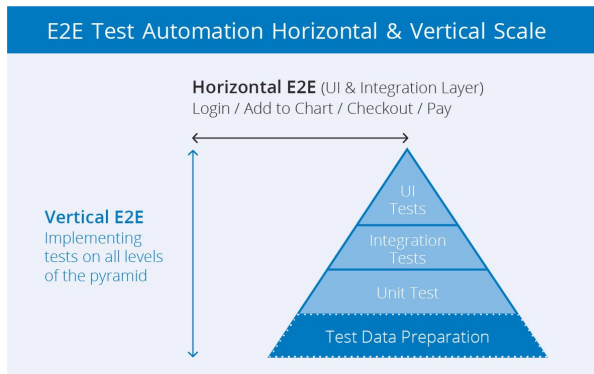 E2E Test Automation Horizontal & Vertical Scale
Horizontal E2E (UI & Integration Layer)
Login / Add to Chart / Checkout / Pay
Vertical E2E
Implementing
tests on all levels
of the pyramid
UI
Tests
Integration
Tests
Unit Test
Test Data Preparation